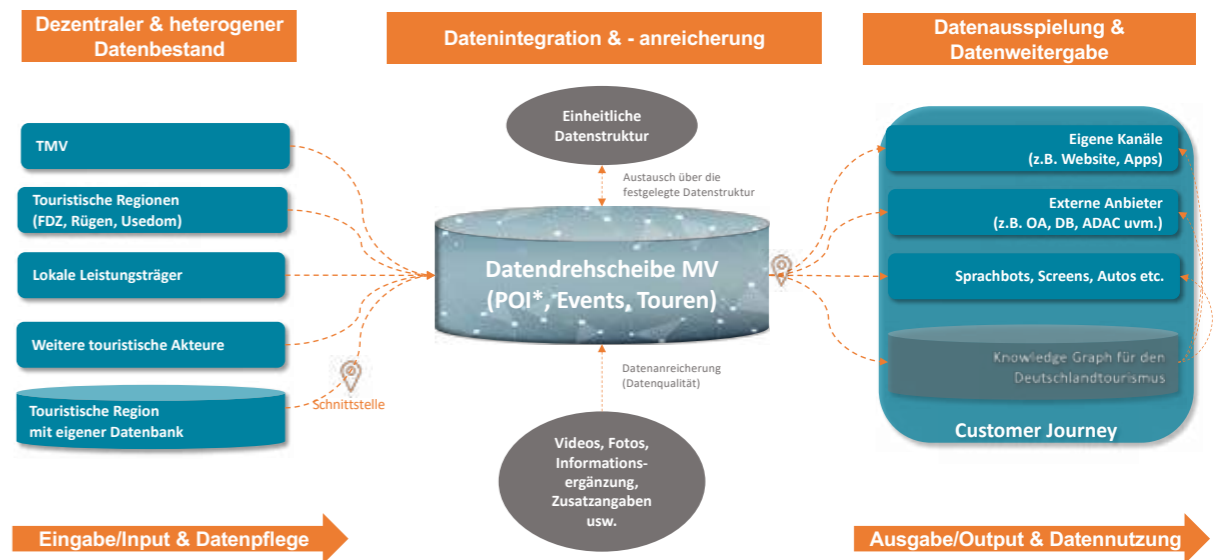 Dezentraler & heterogener
Datenbestand
Datenintegration & - anreicherung
Datenausspielung &
Datenweitergabe
TMV
Touristische Regionen
(FDZ, Rügen, Usedom)
Lokale Leistungsträger
Weitere touristische Akteure
Touristische Region
mit eigener Datenbank
Schnittstelle
Einheitliche
Datenstruktur
Austausch über die
festgelegte Datenstruktur
Datendrehscheibe MV
(POI*, Events, Touren)
Datenanreicherung
(Datenqualität)
Videos, Fotos,
Informations-
ergänzung,
Zusatzangaben
usw.
Eigene Kanäle
(z.B. Website, Apps)
Externe Anbieter
(z.B. OA, DB, ADAC uvm.)
Sprachbots, Screens, Autos etc.
Knowledge Graph für den
Deutschlandtourismus
Customer Journey
Eingabe/Input & Datenpflege
Ausgabe/Output & Datennutzung